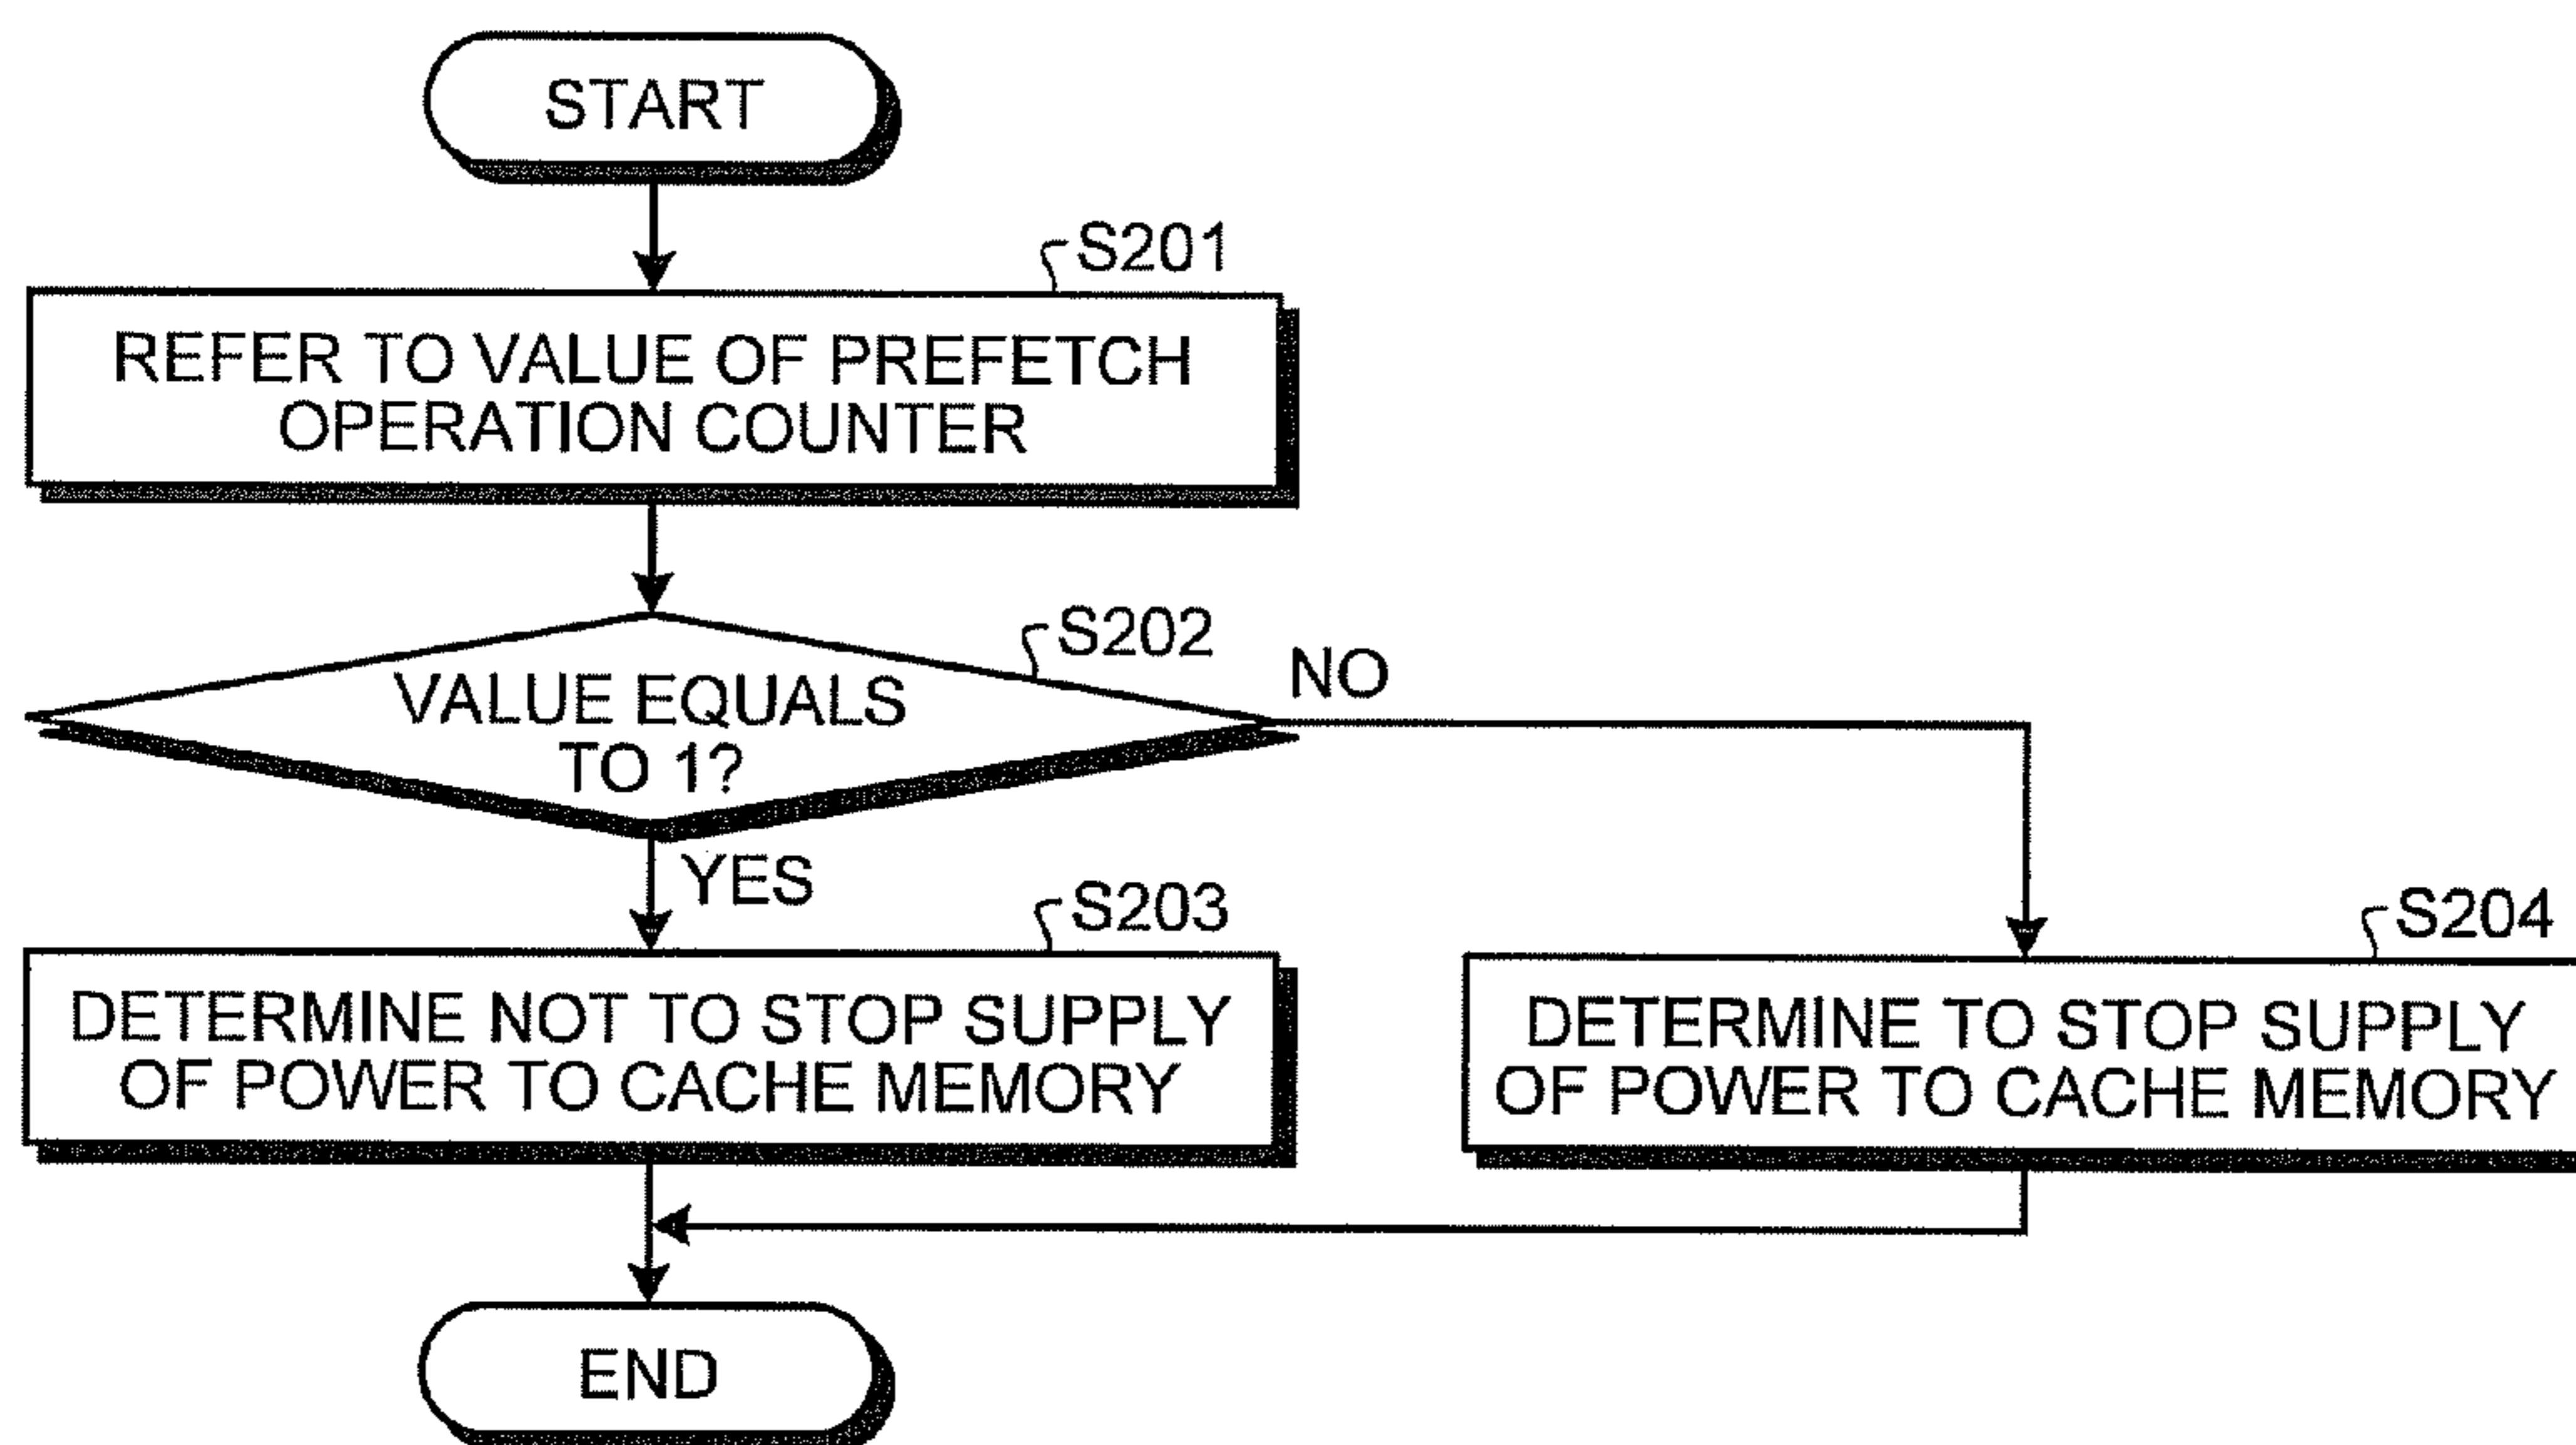 START
S201
REFER TO VALUE OF PREFETCH
OPERATION COUNTER
S202
VALUE EQUALS
TO 1?
NO
YES
S203
DETERMINE NOT TO STOP SUPPLY
OF POWER TO CACHE MEMORY
S204
DETERMINE TO STOP SUPPLY
OF POWER TO CACHE MEMORY
END